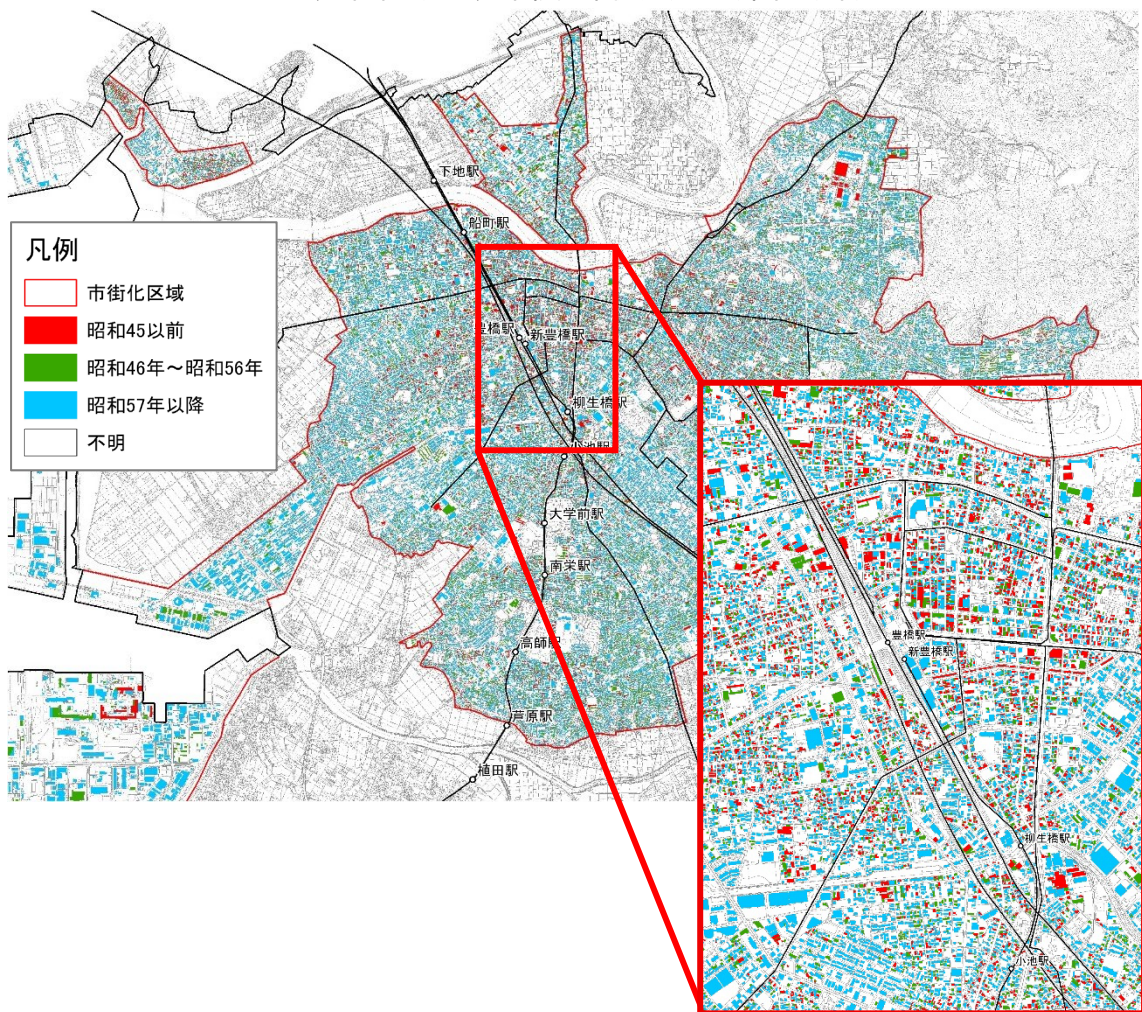 下地駅
船町駅
凡例
市街化区域
昭和45以前
昭和46年～昭和56年
昭和57年以降
不明
豊橋駅
新豊橋駅
柳生橋駅
小池駅
大学前駅
南栄駅
高師駅
芦原駅
植田駅
豊橋駅
新豊橋駅
柳生橋駅
小池駅